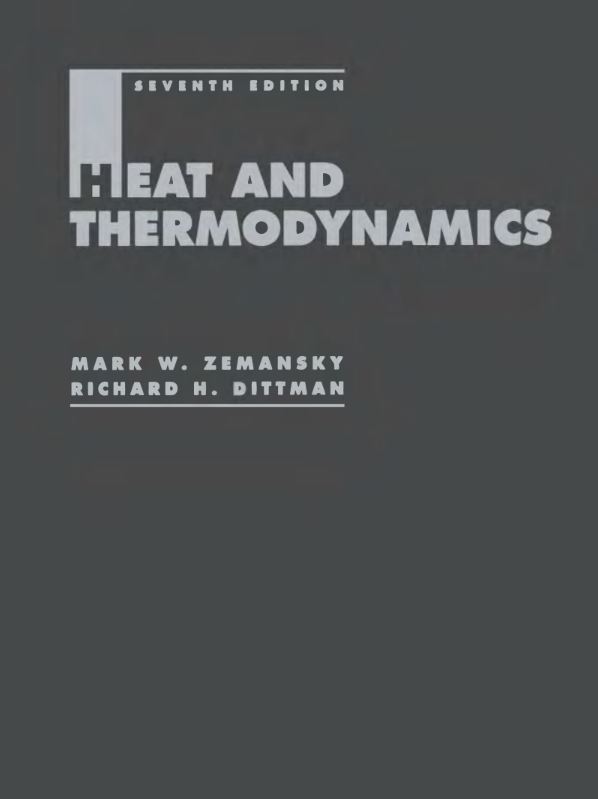 SEVENTH EDITION
HEAT AND
THERMODYNAMICS
MARK W. ZEMANSKY
RICHARD H. DITTMAN